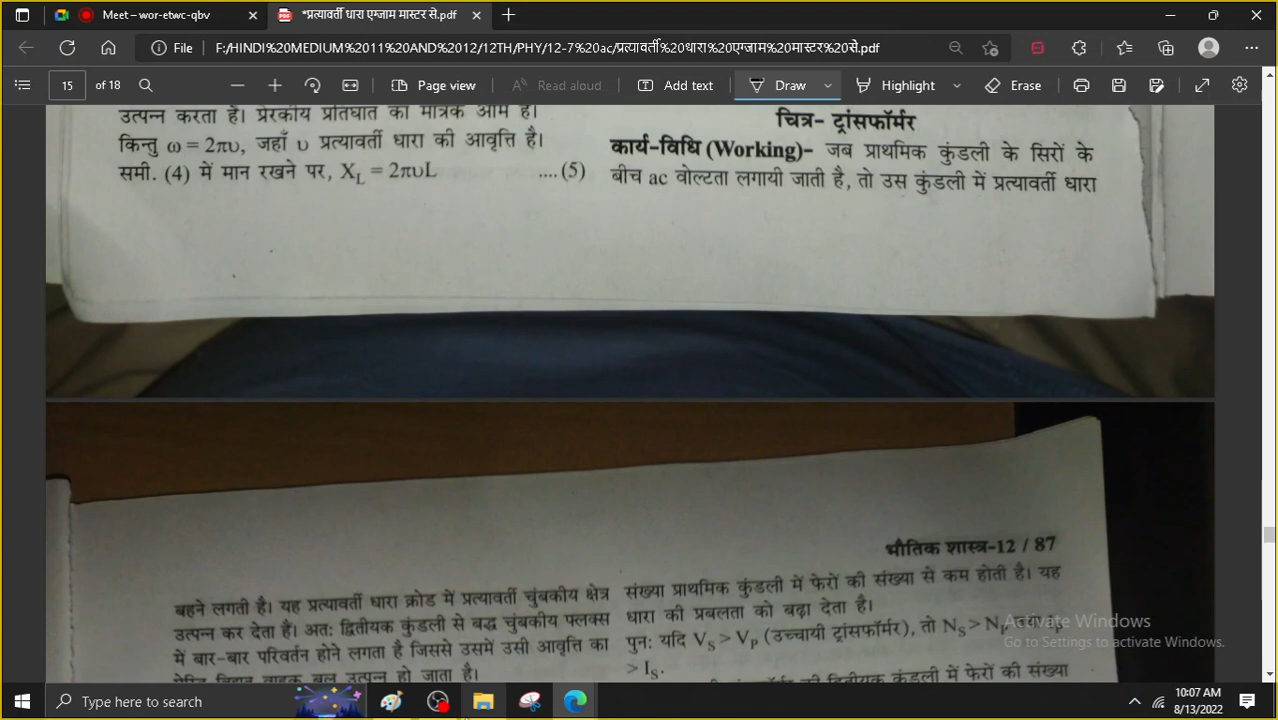 Meet – wor-etwc-qbv
*प्रत्यावर्ती धारा एग्जाम मास्टर से.pdf
File
F:/HINDI%20MEDIUM%2011%20AND%2012/12TH/PHY/12-7%20ac/प्रत्यावर्ती%20धारा%20एग्जाम%20मास्टर%20से.pdf
15 of 18
Page view
Read aloud
Add text
Draw
Highlight
Erase
उत्पन्न करता है। प्रेरकीय प्रतिघात का मात्रक ओम है।
किन्तु ω = 2πυ, जहाँ υ प्रत्यावर्ती धारा की आवृत्ति है।
समी. (4) में मान रखने पर, X_L = 2πυL ....(5)
चित्र- ट्रांसफॉर्मर
कार्य-विधि (Working)- जब प्राथमिक कुंडली के सिरों के
बीच ac वोल्टता लगायी जाती है, तो उस कुंडली में प्रत्यावर्ती धारा
भौतिक शास्त्र-12 / 87
बहने लगती है। यह प्रत्यावर्ती धारा क्रोड में प्रत्यावर्ती चुंबकीय क्षेत्र
उत्पन्न कर देता है। अत: द्वितीयक कुंडली से बद्ध चुंबकीय फ्लक्स
में बार-बार परिवर्तन होने लगता है जिससे उसमें उसी आवृत्ति का
प्रेरित विद्युत वाहक बल उत्पन्न हो जाता है।
संख्या प्राथमिक कुंडली में फेरों की संख्या से कम होती है। यह
धारा की प्रबलता को बढ़ा देता है।
पुन: यदि V_S > V_P (उच्चायी ट्रांसफॉर्मर), तो N_S > N_P
> I_S.
द्वितीयक कुंडली में फेरों की संख्या
Activate Windows
Go to Settings to activate Windows.
Type here to search
10:07 AM
8/13/2022